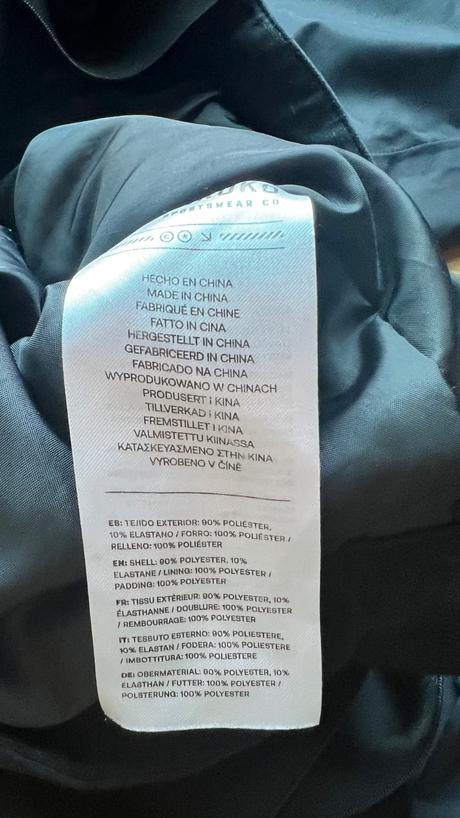 SPORTSWEAR CO
HECHO EN CHINA
MADE IN CHINA
FABRIQUÉ EN CHINE
FATTO IN CINA
HERGESTELLT IN CHINA
GEFABRICEERD IN CHINA
FABRICADO NA CHINA
WYPRODUKOWANO W CHINACH
PRODUSERT I KINA
TILLVERKAD I KINA
FREMSTILLET I KINA
VALMISTETTU KIINASSA
ΚΑΤΑΣΚΕΥΑΣΜΕΝΟ ΣΤΗΝ ΚΙΝΑ
VYROBENO V ČÍNĚ
ES: TEJIDO EXTERIOR: 90% POLIÉSTER,
10% ELASTANO / FORRO: 100% POLIÉSTER /
RELLENO: 100% POLIÉSTER
EN: SHELL: 90% POLYESTER, 10%
ELASTANE / LINING: 100% POLYESTER /
PADDING: 100% POLYESTER
FR: TISSU EXTÉRIEUR: 90% POLYESTER, 10%
ÉLASTHANNE / DOUBLURE: 100% POLYESTER
/ REMBOURRAGE: 100% POLYESTER
IT: TESSUTO ESTERNO: 90% POLIESTERE,
10% ELASTAN / FODERA: 100% POLIESTERE
/ IMBOTTITURA: 100% POLIESTERE
DE: OBERMATERIAL: 90% POLYESTER, 10%
ELASTHAN / FUTTER: 100% POLYESTER /
POLSTERUNG: 100% POLYESTER